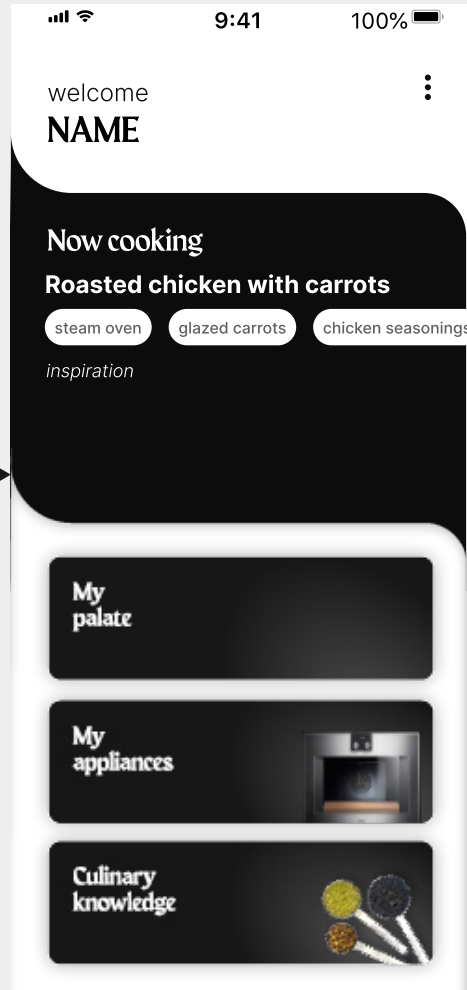 9:41 100%
welcome
NAME
Now cooking
Roasted chicken with carrots
steam oven glazed carrots chicken seasonings
inspiration
My
palate
My
appliances
Culinary
knowledge